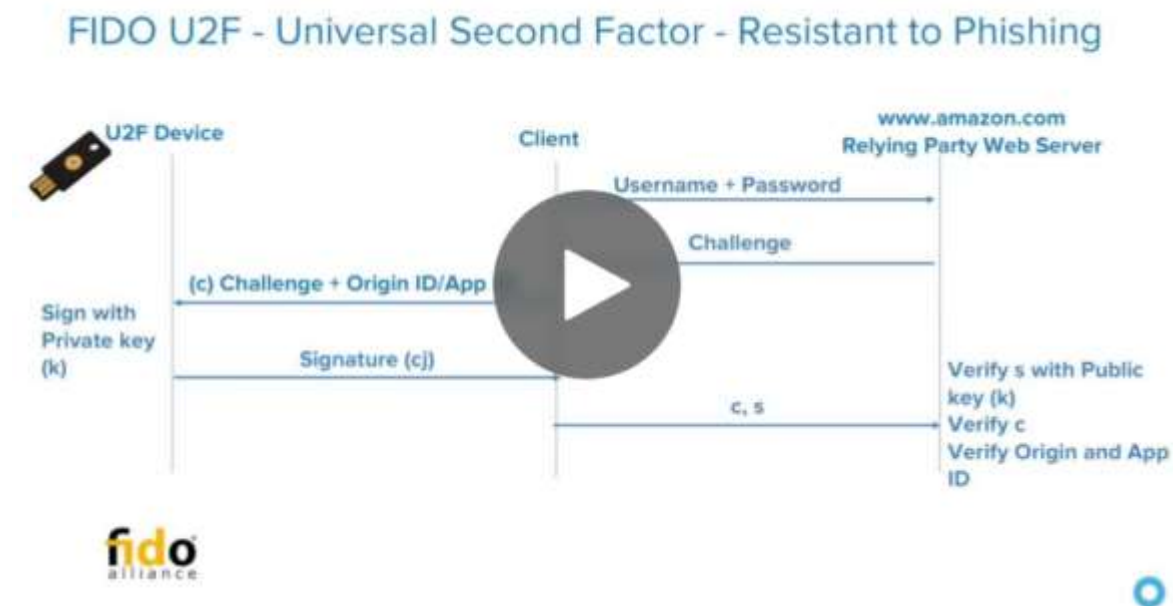 FIDO U2F - Universal Second Factor - Resistant to Phishing
U2F Device
Client
www.amazon.com
Relying Party Web Server
Username + Password
Challenge
(c) Challenge + Origin ID/App
Sign with
Private key
(k)
Signature (cj)
c, s
Verify s with Public
key (k)
Verify c
Verify Origin and App
ID
fido
alliance